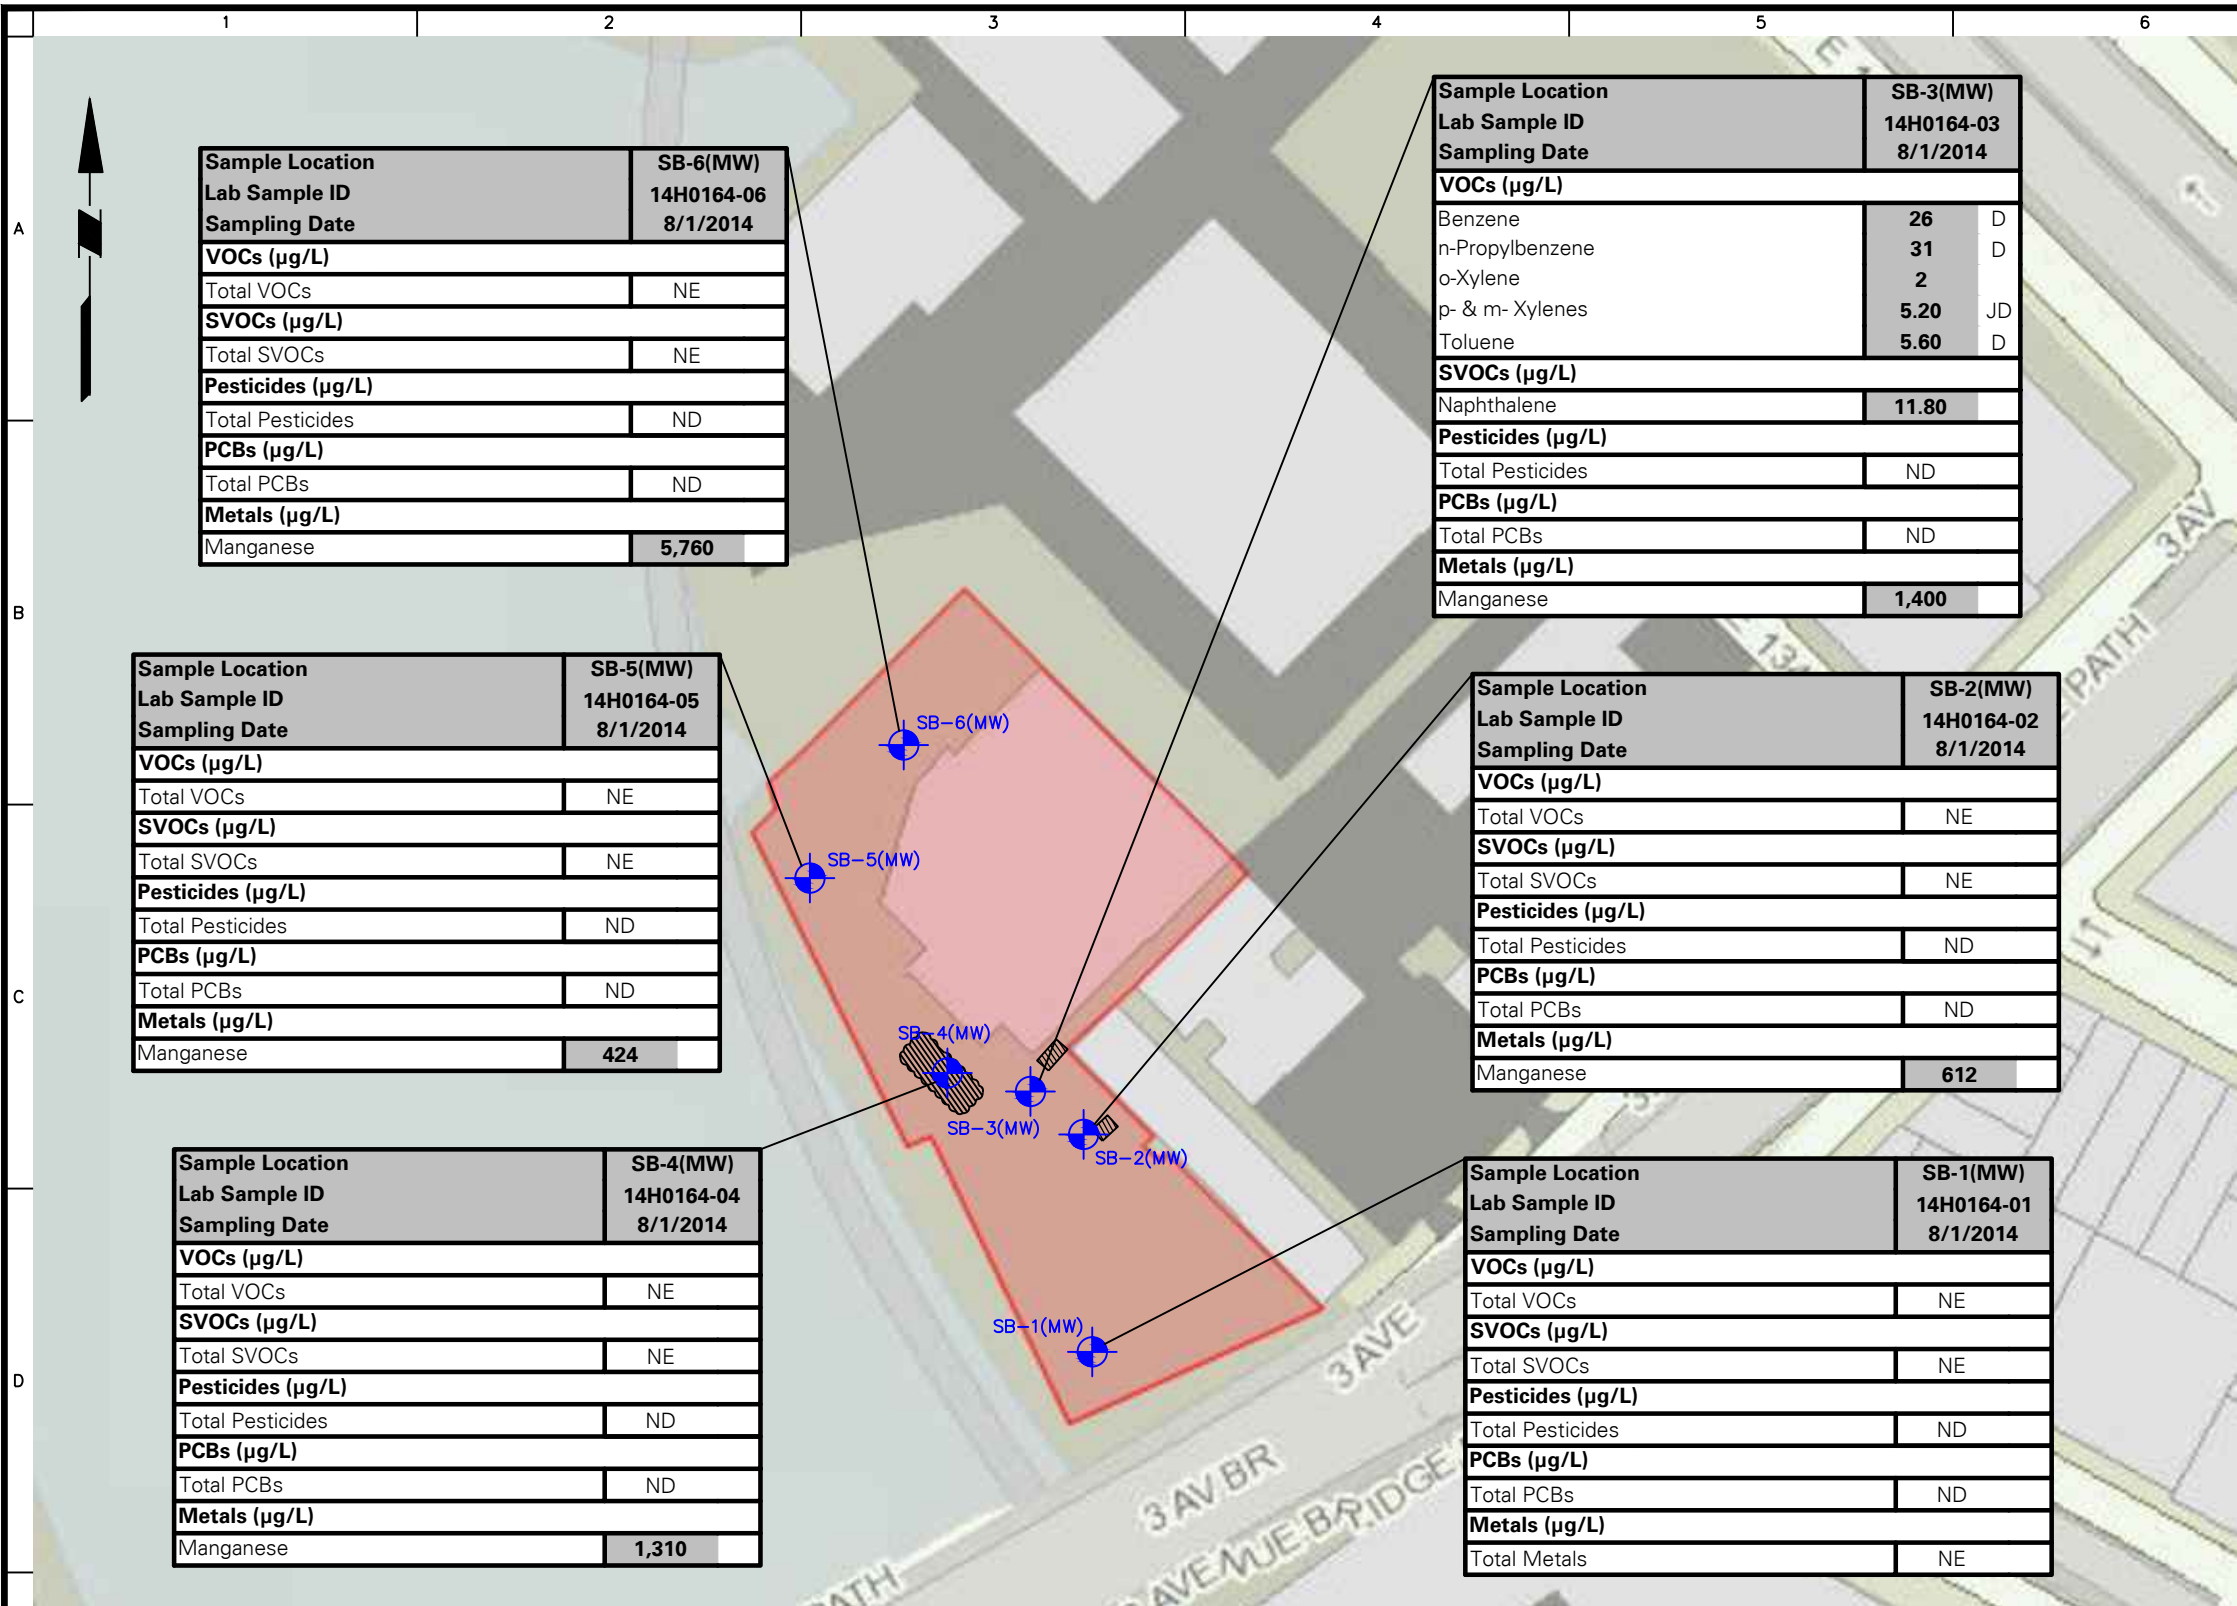 1 2 3 4 5 6
A
B
C
D
Sample Location SB-6(MW)
Lab Sample ID 14H0164-06
Sampling Date 8/1/2014
VOCs (µg/L)
Total VOCs NE
SVOCs (µg/L)
Total SVOCs NE
Pesticides (µg/L)
Total Pesticides ND
PCBs (µg/L)
Total PCBs ND
Metals (µg/L)
Manganese 5,760
Sample Location SB-3(MW)
Lab Sample ID 14H0164-03
Sampling Date 8/1/2014
VOCs (µg/L)
Benzene 26 D
n-Propylbenzene 31 D
o-Xylene 2
p- & m- Xylenes 5.20 JD
Toluene 5.60 D
SVOCs (µg/L)
Naphthalene 11.80
Pesticides (µg/L)
Total Pesticides ND
PCBs (µg/L)
Total PCBs ND
Metals (µg/L)
Manganese 1,400
Sample Location SB-5(MW)
Lab Sample ID 14H0164-05
Sampling Date 8/1/2014
VOCs (µg/L)
Total VOCs NE
SVOCs (µg/L)
Total SVOCs NE
Pesticides (µg/L)
Total Pesticides ND
PCBs (µg/L)
Total PCBs ND
Metals (µg/L)
Manganese 424
Sample Location SB-2(MW)
Lab Sample ID 14H0164-02
Sampling Date 8/1/2014
VOCs (µg/L)
Total VOCs NE
SVOCs (µg/L)
Total SVOCs NE
Pesticides (µg/L)
Total Pesticides ND
PCBs (µg/L)
Total PCBs ND
Metals (µg/L)
Manganese 612
Sample Location SB-4(MW)
Lab Sample ID 14H0164-04
Sampling Date 8/1/2014
VOCs (µg/L)
Total VOCs NE
SVOCs (µg/L)
Total SVOCs NE
Pesticides (µg/L)
Total Pesticides ND
PCBs (µg/L)
Total PCBs ND
Metals (µg/L)
Manganese 1,310
Sample Location SB-1(MW)
Lab Sample ID 14H0164-01
Sampling Date 8/1/2014
VOCs (µg/L)
Total VOCs NE
SVOCs (µg/L)
Total SVOCs NE
Pesticides (µg/L)
Total Pesticides ND
PCBs (µg/L)
Total PCBs ND
Metals (µg/L)
Total Metals NE
SB-6(MW)
SB-5(MW)
SB-4(MW)
SB-3(MW)
SB-2(MW)
SB-1(MW)
3 AV
PATH
3 AVE
3 AV BR
PATH